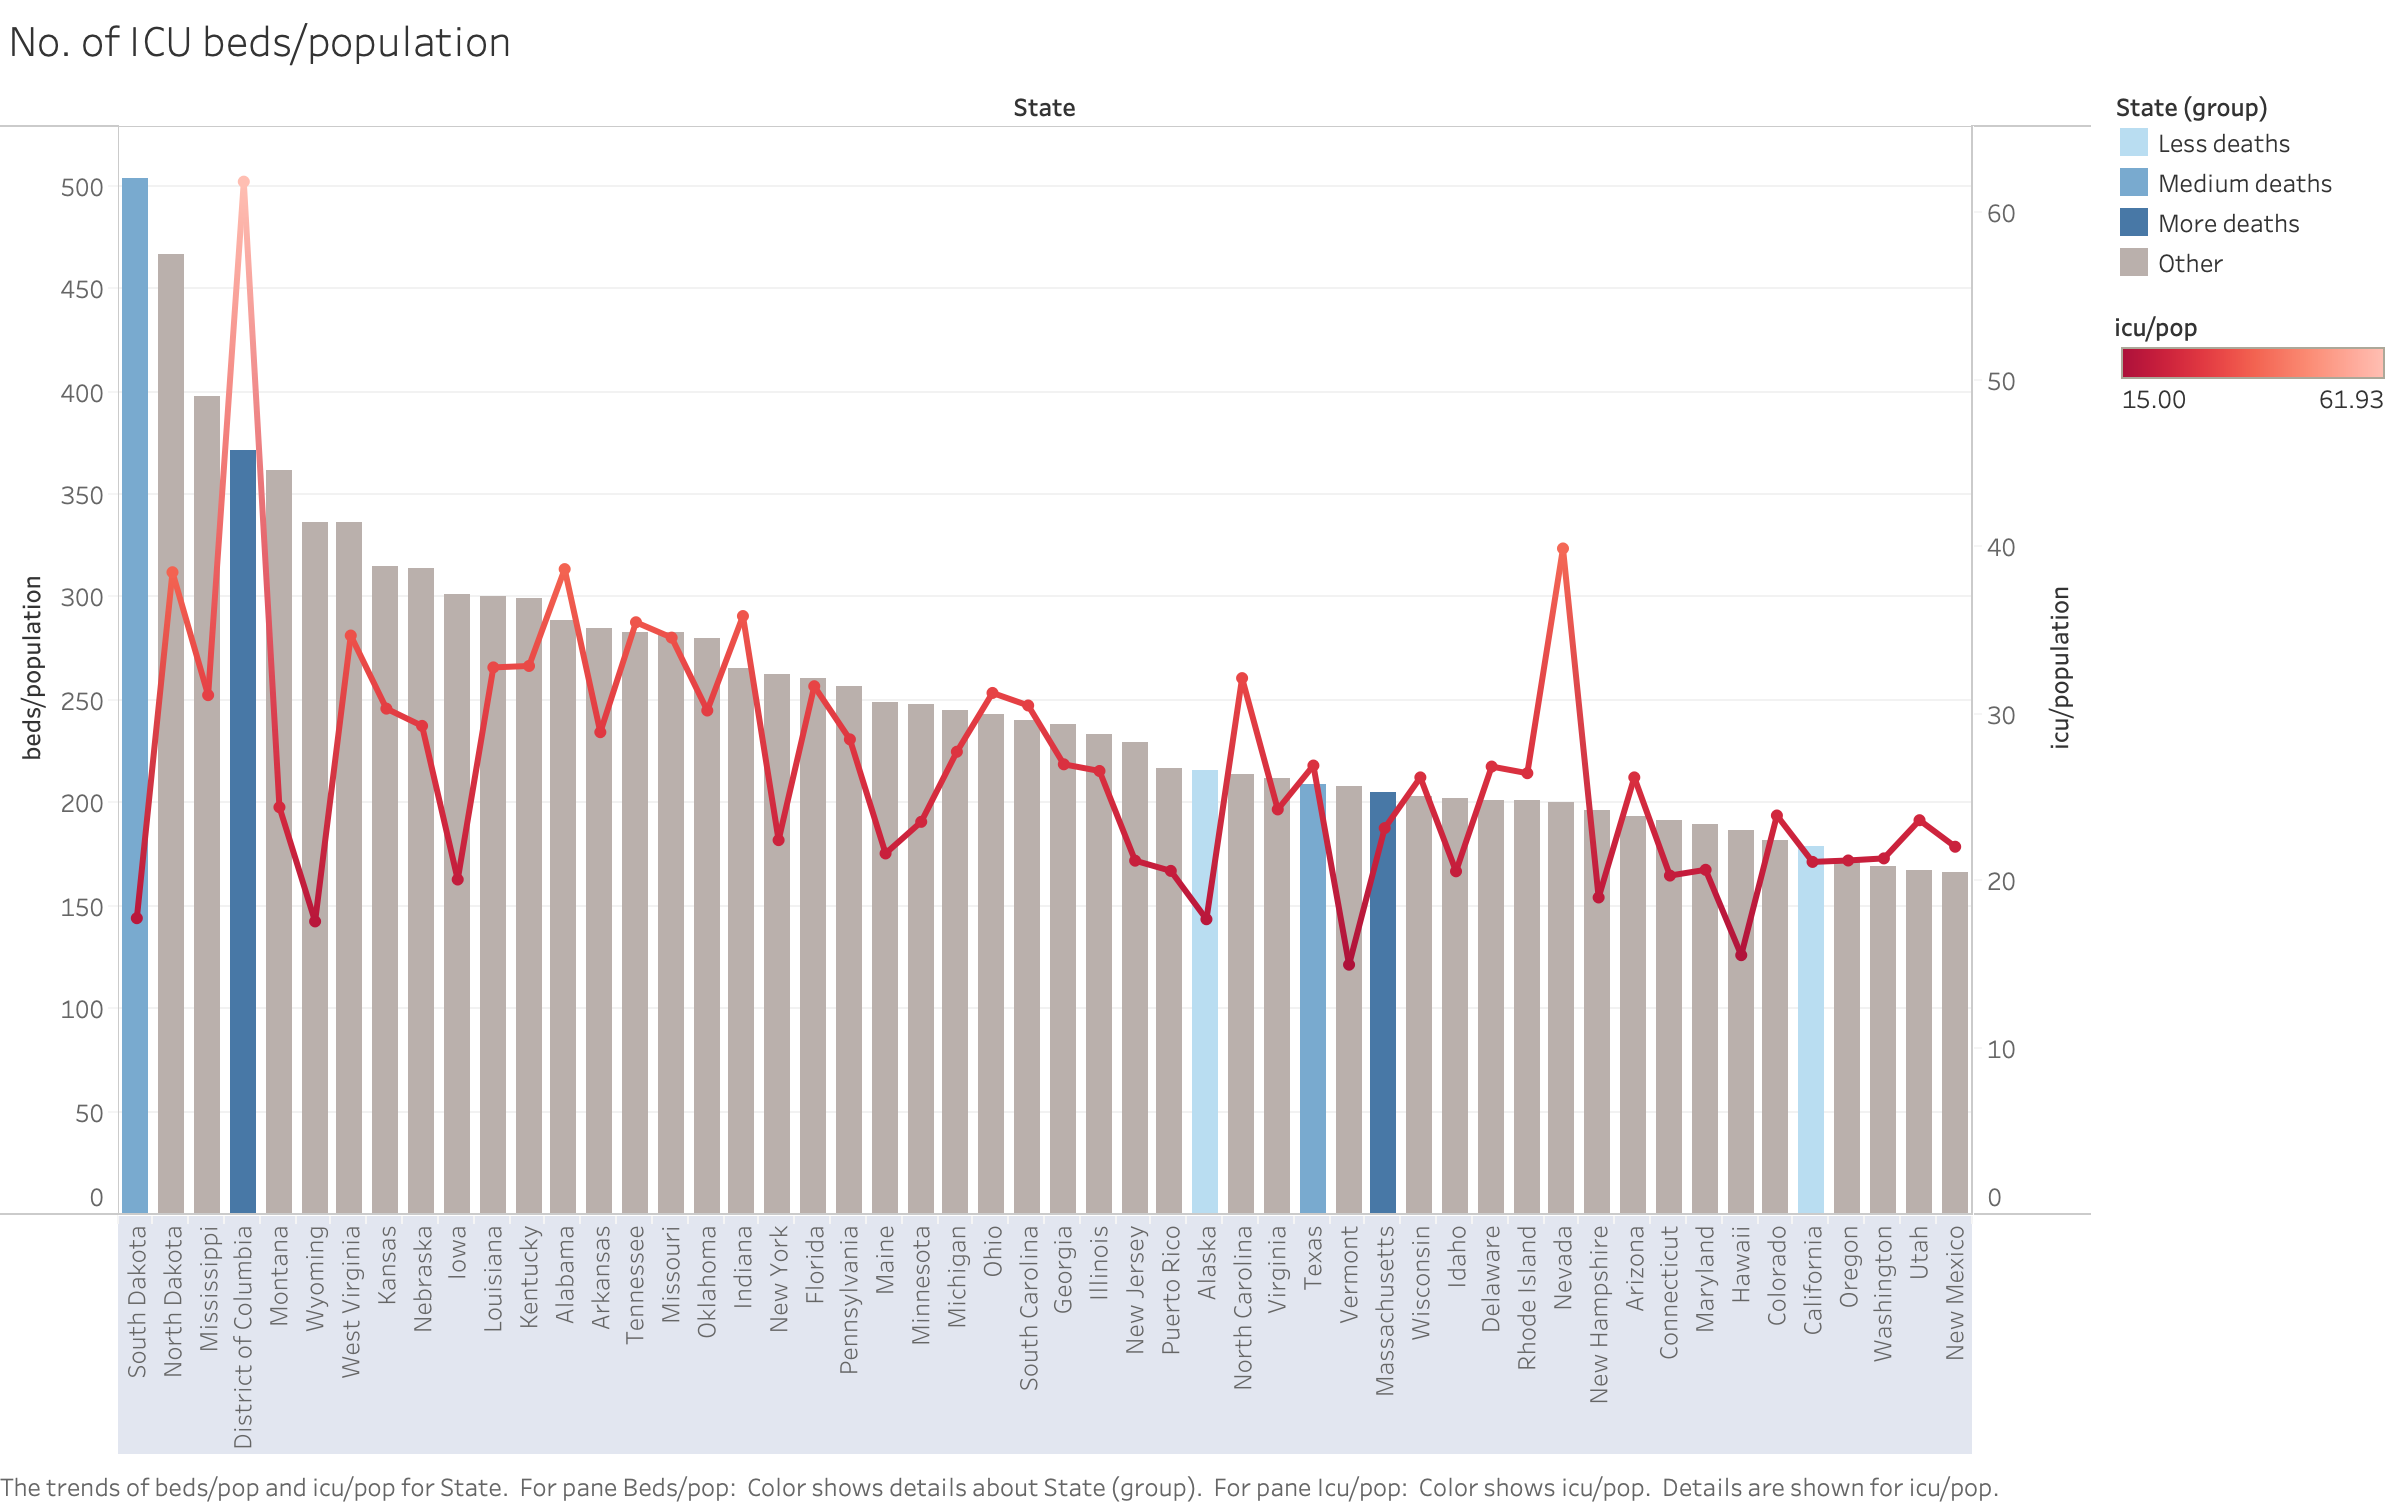 No. of ICU beds/population
State
500
450
400
350
300
250
200
150
100
50
0
beds/population
60
50
40
30
20
10
0
icu/population
South Dakota
North Dakota
Mississippi
District of Columbia
Montana
Wyoming
West Virginia
Kansas
Nebraska
Iowa
Louisiana
Kentucky
Alabama
Arkansas
Tennessee
Missouri
Oklahoma
Indiana
New York
Florida
Pennsylvania
Maine
Minnesota
Michigan
Ohio
South Carolina
Georgia
Illinois
New Jersey
Puerto Rico
Alaska
North Carolina
Virginia
Texas
Vermont
Massachusetts
Wisconsin
Idaho
Delaware
Rhode Island
Nevada
New Hampshire
Arizona
Connecticut
Maryland
Hawaii
Colorado
California
Oregon
Washington
Utah
New Mexico
State (group)
Less deaths
Medium deaths
More deaths
Other
icu/pop
15.00 61.93
The trends of beds/pop and icu/pop for State. For pane Beds/pop: Color shows details about State (group). For pane Icu/pop: Color shows icu/pop. Details are shown for icu/pop.